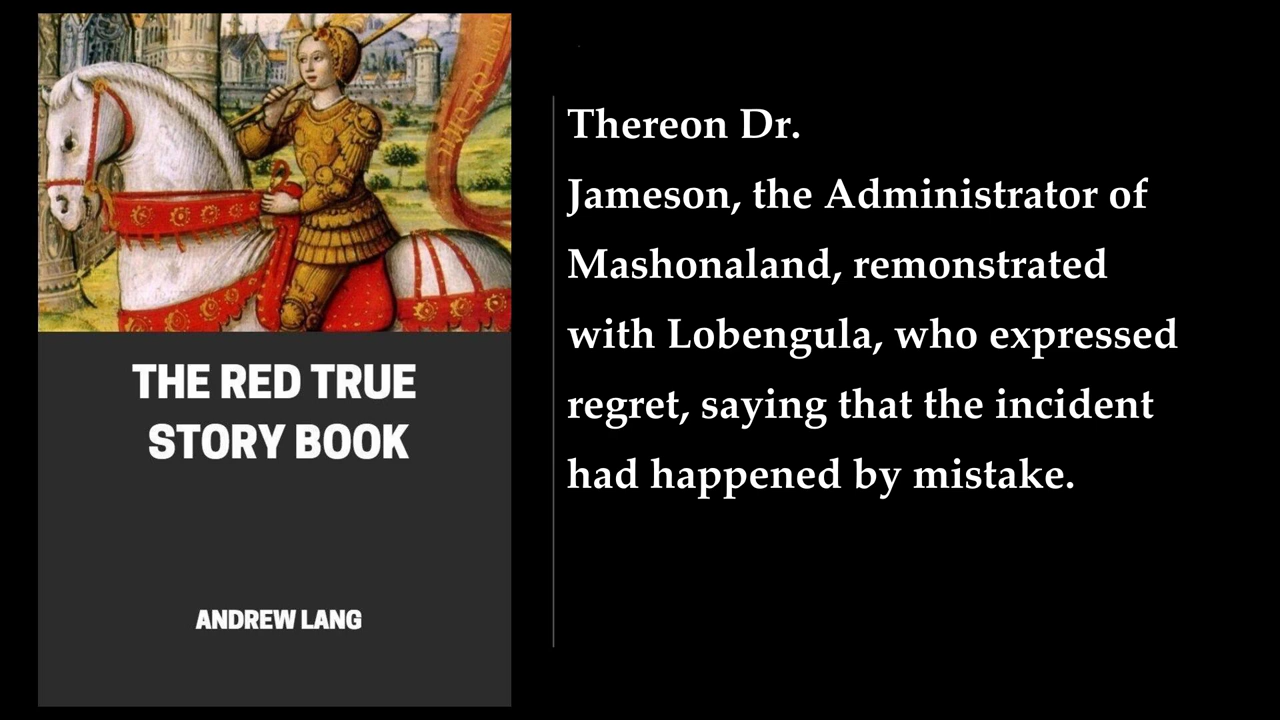 THE RED TRUE
STORY BOOK
ANDREW LANG
Thereon Dr.
Jameson, the Administrator of
Mashonaland, remonstrated
with Lobengula, who expressed
regret, saying that the incident
had happened by mistake.